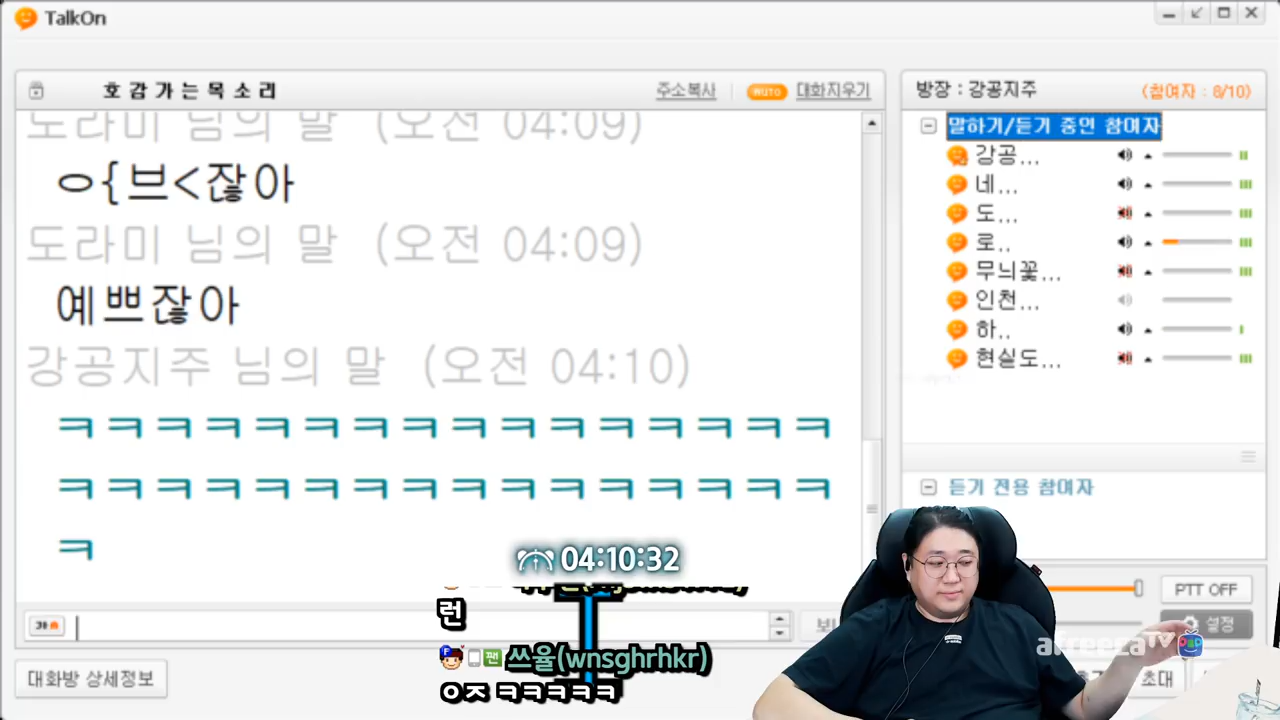 TalkOn
호감가는목소리
주소복사
AUTO
대화지우기
방장 : 강공지주
(참여자 : 8/10)
도라미 님의 말 (오전 04:09)
ㅇ{브<잖아
도라미 님의 말 (오전 04:09)
예쁘잖아
강공지주 님의 말 (오전 04:10)
ㅋㅋㅋㅋㅋㅋㅋㅋㅋㅋㅋㅋㅋㅋㅋㅋ
ㅋㅋㅋㅋㅋㅋㅋㅋㅋㅋㅋㅋㅋㅋㅋㅋ
ㅋ
말하기/듣기 중인 참여자
강공...
네...
도...
로..
무늬꽃...
인천...
하..
현실도...
듣기 전용 참여자
04:10:32
PTT OFF
런
설정
쓰율(wnsghrhkr)
ㅇㅈ ㅋㅋㅋㅋㅋ
afreecaTV
초대
대화방 상세정보